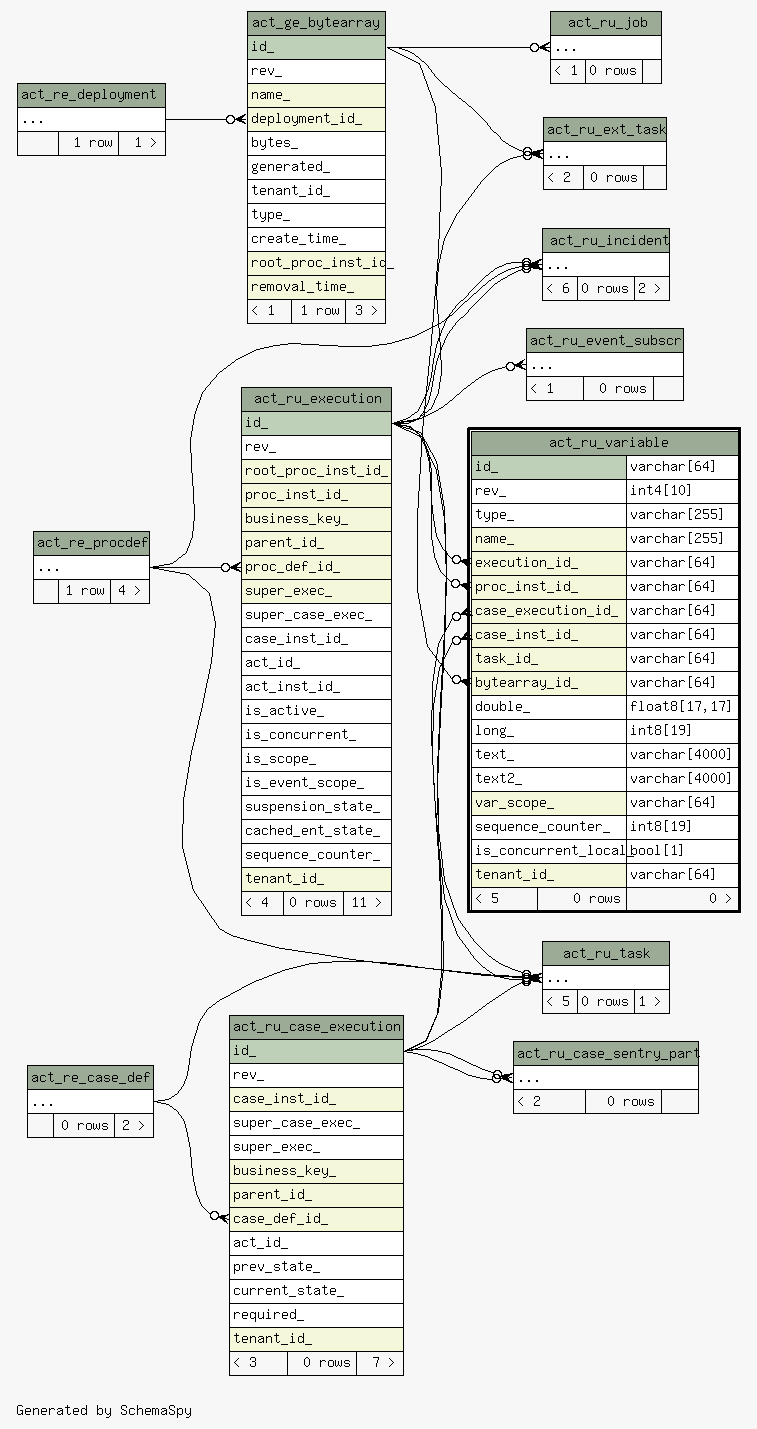 act_ge_bytearray
id_
rev_
name_
deployment_id_
bytes_
generated_
tenant_id_
type_
create_time_
root_proc_inst_id_
removal_time_
< 1 1 row 3 >
act_ru_job
...
< 1 0 rows
act_re_deployment
...
1 row 1 >
act_ru_ext_task
...
< 2 0 rows
act_ru_incident
...
< 6 0 rows 2 >
act_ru_event_subscr
...
< 1 0 rows
act_ru_execution
id_
rev_
root_proc_inst_id_
proc_inst_id_
business_key_
parent_id_
proc_def_id_
super_exec_
super_case_exec_
case_inst_id_
act_id_
act_inst_id_
is_active_
is_concurrent_
is_scope_
is_event_scope_
suspension_state_
cached_ent_state_
sequence_counter_
tenant_id_
< 4 0 rows 11 >
act_ru_variable
id_ varchar[64]
rev_ int4[10]
type_ varchar[255]
name_ varchar[255]
execution_id_ varchar[64]
proc_inst_id_ varchar[64]
case_execution_id_ varchar[64]
case_inst_id_ varchar[64]
task_id_ varchar[64]
bytearray_id_ varchar[64]
double_ float8[17,17]
long_ int8[19]
text_ varchar[4000]
text2_ varchar[4000]
var_scope_ varchar[64]
sequence_counter_ int8[19]
is_concurrent_local_ bool[1]
tenant_id_ varchar[64]
< 5 0 rows 0 >
act_re_procdef
...
1 row 4 >
act_ru_task
...
< 5 0 rows 1 >
act_ru_case_execution
id_
rev_
case_inst_id_
super_case_exec_
super_exec_
business_key_
parent_id_
case_def_id_
act_id_
prev_state_
current_state_
required_
tenant_id_
< 3 0 rows 7 >
act_ru_case_sentry_part
...
< 2 0 rows
act_re_case_def
...
0 rows 2 >
Generated by SchemaSpy